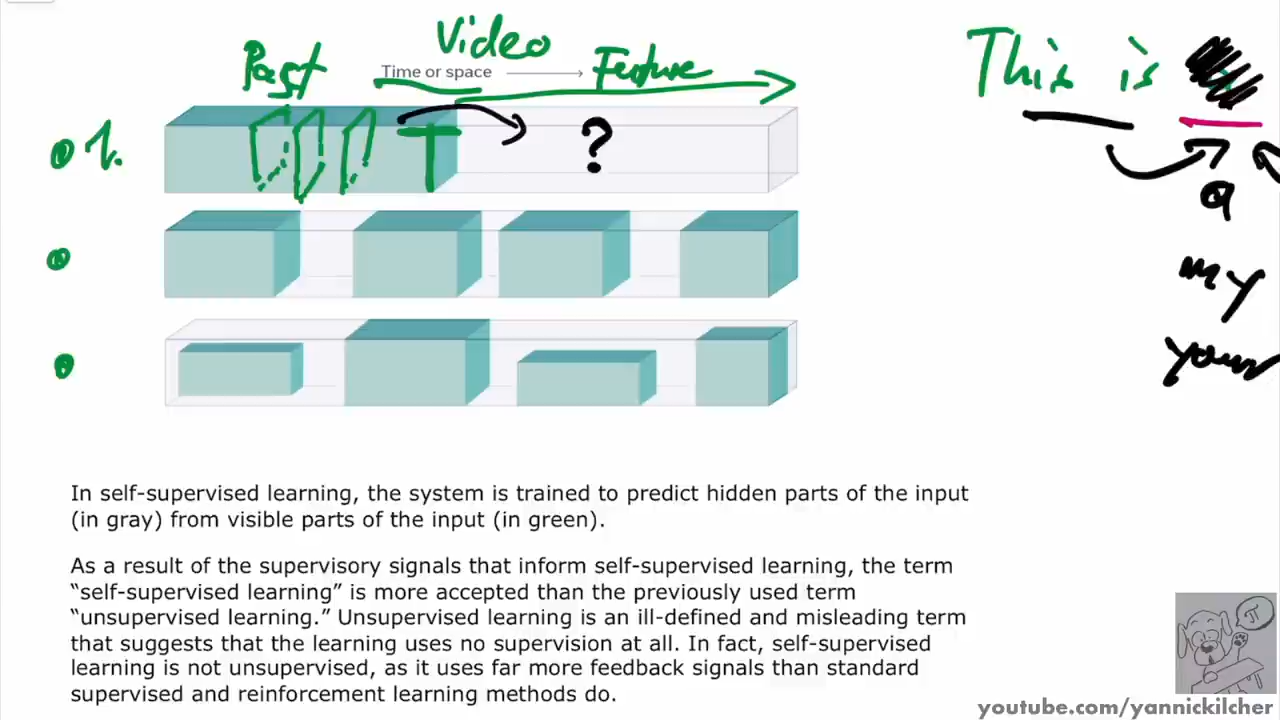 Video
Past
Time or space
This is
a
my
your
?
In self-supervised learning, the system is trained to predict hidden parts of the input
(in gray) from visible parts of the input (in green).
As a result of the supervisory signals that inform self-supervised learning, the term
“self-supervised learning” is more accepted than the previously used term
“unsupervised learning.” Unsupervised learning is an ill-defined and misleading term
that suggests that the learning uses no supervision at all. In fact, self-supervised
learning is not unsupervised, as it uses far more feedback signals than standard
supervised and reinforcement learning methods do.
youtube.com/yannickilcher